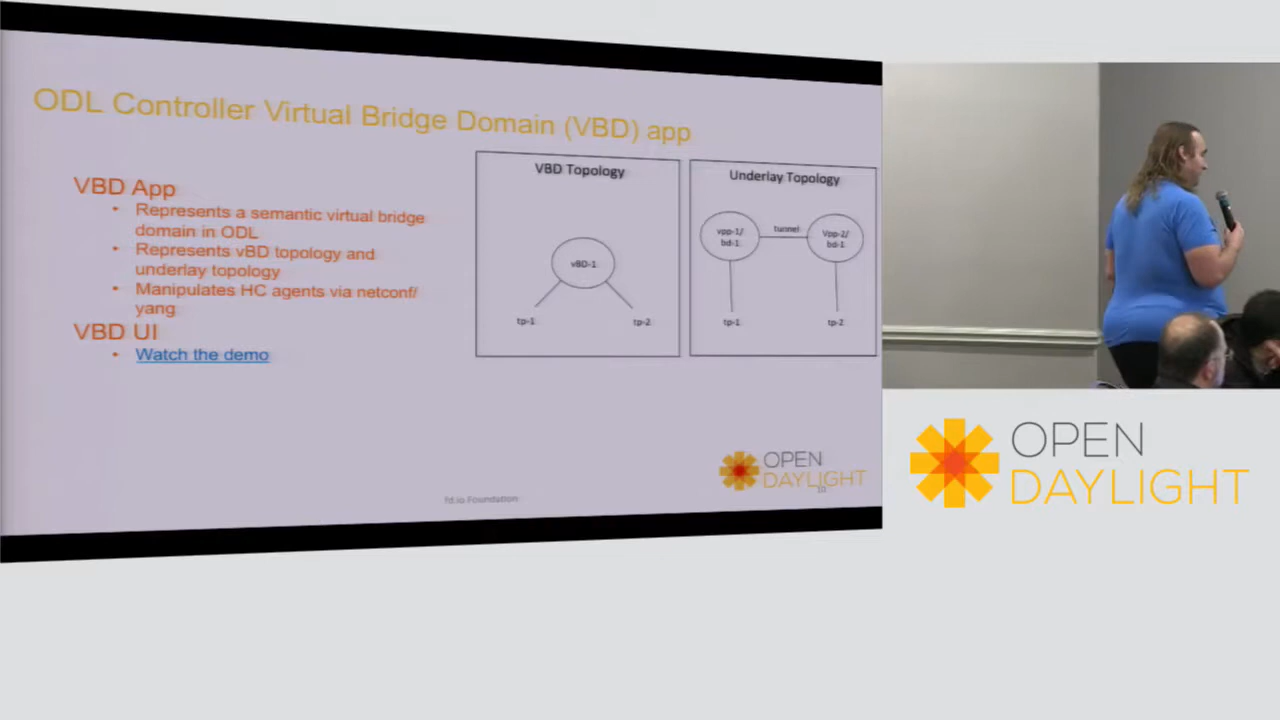 ODL Controller Virtual Bridge Domain (VBD) app
VBD App
• Represents a semantic virtual bridge
domain in ODL
• Represents vBD topology and
underlay topology
• Manipulates HC agents via netconf/
yang
VBD UI
• Watch the demo
VBD Topology
vBD-1
tp-1
tp-2
Underlay Topology
vpp-1/
bd-1
tunnel
Vpp-2/
bd-1
tp-1
tp-2
fd.io Foundation
OPEN
DAYLIGHT
10
OPEN
DAYLIGHT